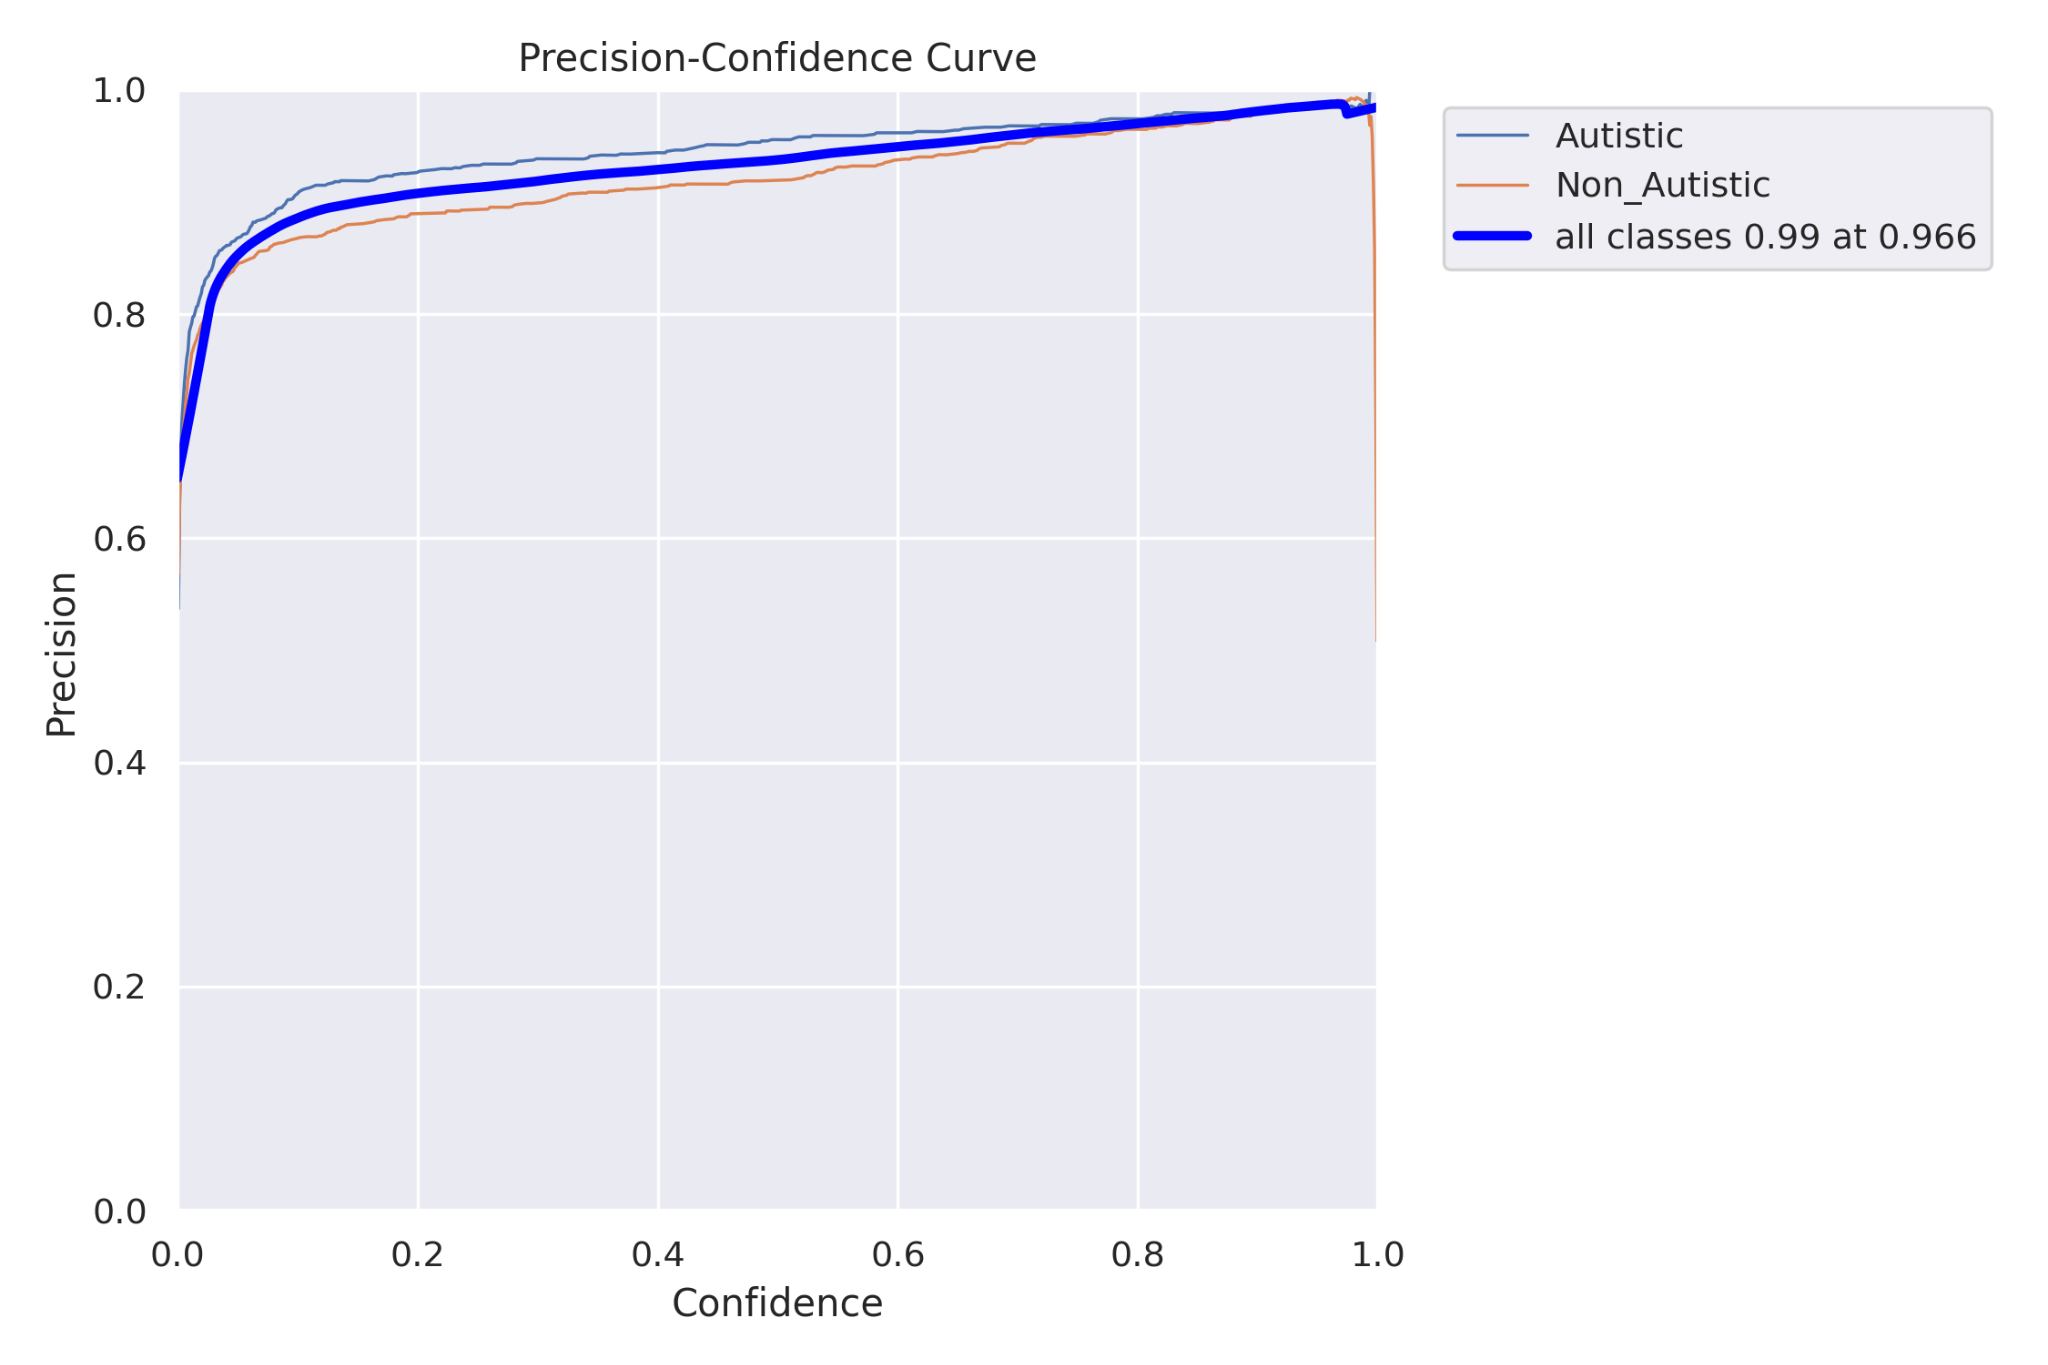 Precision-Confidence Curve
1.0
0.8
0.6
0.4
0.2
0.0
Precision
0.0 0.2 0.4 0.6 0.8 1.0
Confidence
Autistic
Non_Autistic
all classes 0.99 at 0.966